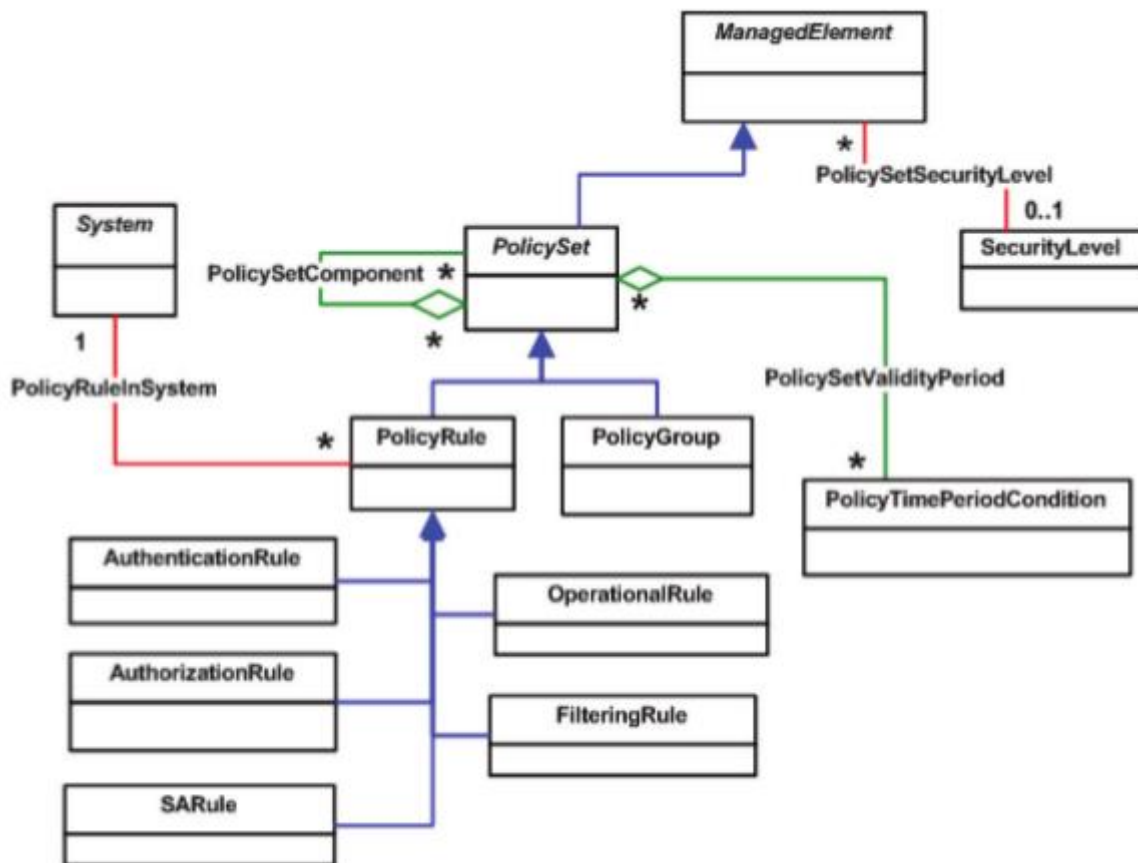 ManagedElement
*
PolicySetSecurityLevel
0..1
System
PolicySet
SecurityLevel
PolicySetComponent
*
*
*
1
PolicyRuleInSystem
PolicySetValidityPeriod
*
PolicyRule
PolicyGroup
*
PolicyTimePeriodCondition
AuthenticationRule
OperationalRule
AuthorizationRule
FilteringRule
SARule